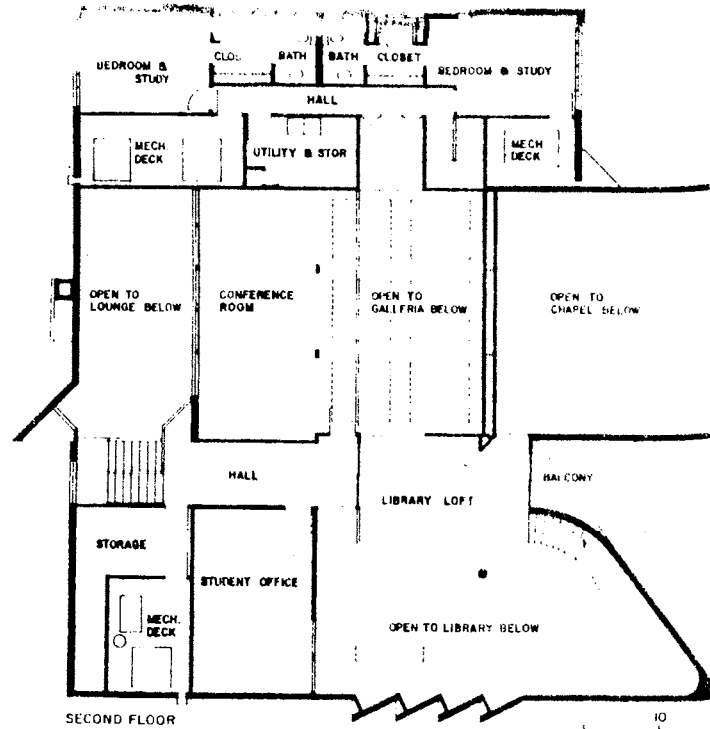 CLOS
BATH
BATH
CLOSET
BEDROOM &
STUDY
BEDROOM & STUDY
HALL
MECH.
DECK
UTILITY & STOR
MECH
DECK
OPEN TO
LOUNGE BELOW
CONFERENCE
ROOM
OPEN TO
GALLERIA BELOW
OPEN TO
CHAPEL BELOW
HALL
LIBRARY LOFT
BALCONY
STORAGE
STUDENT OFFICE
MECH.
DECK
OPEN TO LIBRARY BELOW
SECOND FLOOR
10